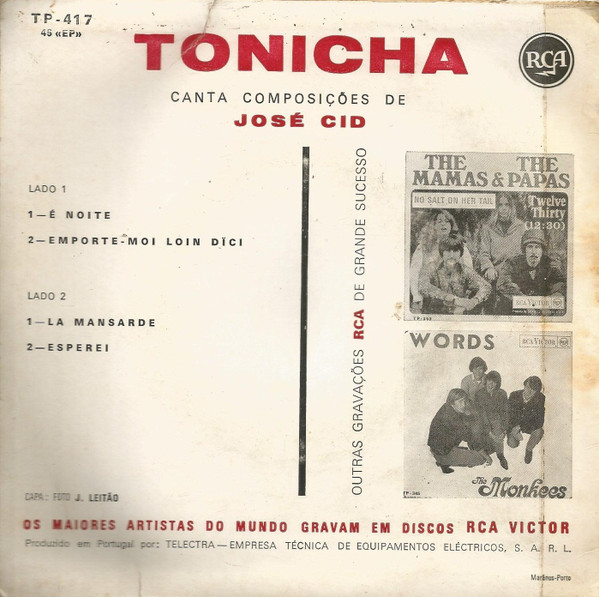 TP-417
45 «EP»
TONICHA
RCA
CANTA COMPOSIÇÕES DE
JOSÉ CID
LADO 1
1—É NOITE
2—EMPORTE-MOI LOIN DÏCI
LADO 2
1—LA MANSARDE
2—ESPEREI
OUTRAS GRAVAÇÕES RCA DE GRANDE SUCESSO
THE MAMAS & THE PAPAS
NO SALT ON HER TAIL
Twelve
Thirty
(12:30)
RCA VICTOR
WORDS
RCA VICTOR
The Monkees
CAPA: FOTO J. LEITÃO
OS MAIORES ARTISTAS DO MUNDO GRAVAM EM DISCOS RCA VICTOR
Produzido em Portugal por: TELECTRA—EMPRESA TÉCNICA DE EQUIPAMENTOS ELÉCTRICOS, S. A. R. L.
Martinus-Porto